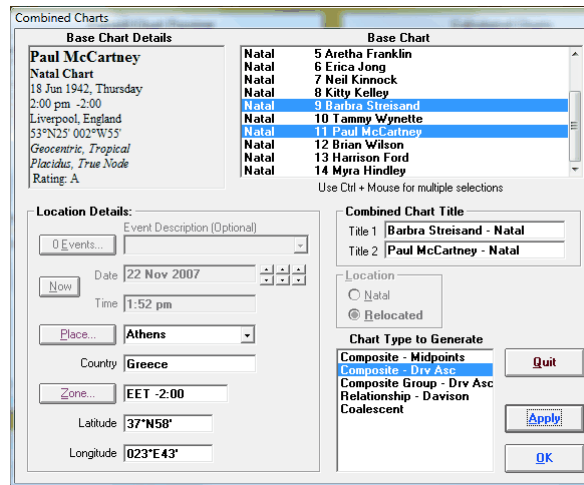 Combined Charts
Base Chart Details
Paul McCartney
Natal Chart
18 Jun 1942, Thursday
2:00 pm -2:00
Liverpool, England
53°N25' 002°W55'
Geocentric, Tropical
Placidus, True Node
Rating: A
Base Chart
Natal 5 Aretha Franklin
Natal 6 Erica Jong
Natal 7 Neil Kinnock
Natal 8 Kitty Kelley
Natal 9 Barbra Streisand
Natal 10 Tammy Wynette
Natal 11 Paul McCartney
Natal 12 Brian Wilson
Natal 13 Harrison Ford
Natal 14 Myra Hindley
Use Ctrl + Mouse for multiple selections
Location Details:
Event Description (Optional)
0 Events...
Now
Date 22 Nov 2007
Time 1:52 pm
Place... Athens
Country Greece
Zone... EET -2:00
Latitude 37°N58'
Longitude 023°E43'
Combined Chart Title
Title 1 Barbra Streisand - Natal
Title 2 Paul McCartney - Natal
Location
Natal
Relocated
Chart Type to Generate
Composite - Midpoints
Composite - Drv Asc
Composite Group - Drv Asc
Relationship - Davison
Coalescent
Quit
Apply
OK